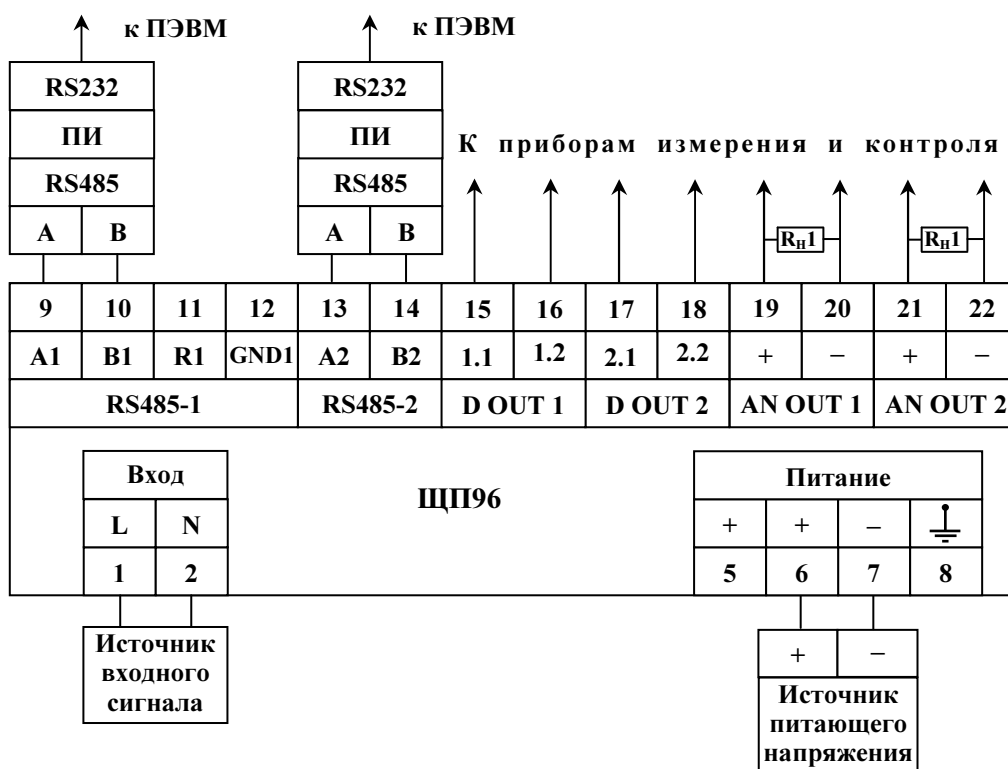 к ПЭВМ к ПЭВМ
RS232 RS232
ПИ ПИ
К приборам измерения и контроля
RS485 RS485
A B A B
RН1 RН1
9 10 11 12 13 14 15 16 17 18 19 20 21 22
A1 B1 R1 GND1 A2 B2 1.1 1.2 2.1 2.2 + – + –
RS485-1 RS485-2 D OUT 1 D OUT 2 AN OUT 1 AN OUT 2
Вход ЩП96 Питание
L N + + –
1 2 5 6 7 8
Источник
входного
сигнала
+ –
Источник
питающего
напряжения